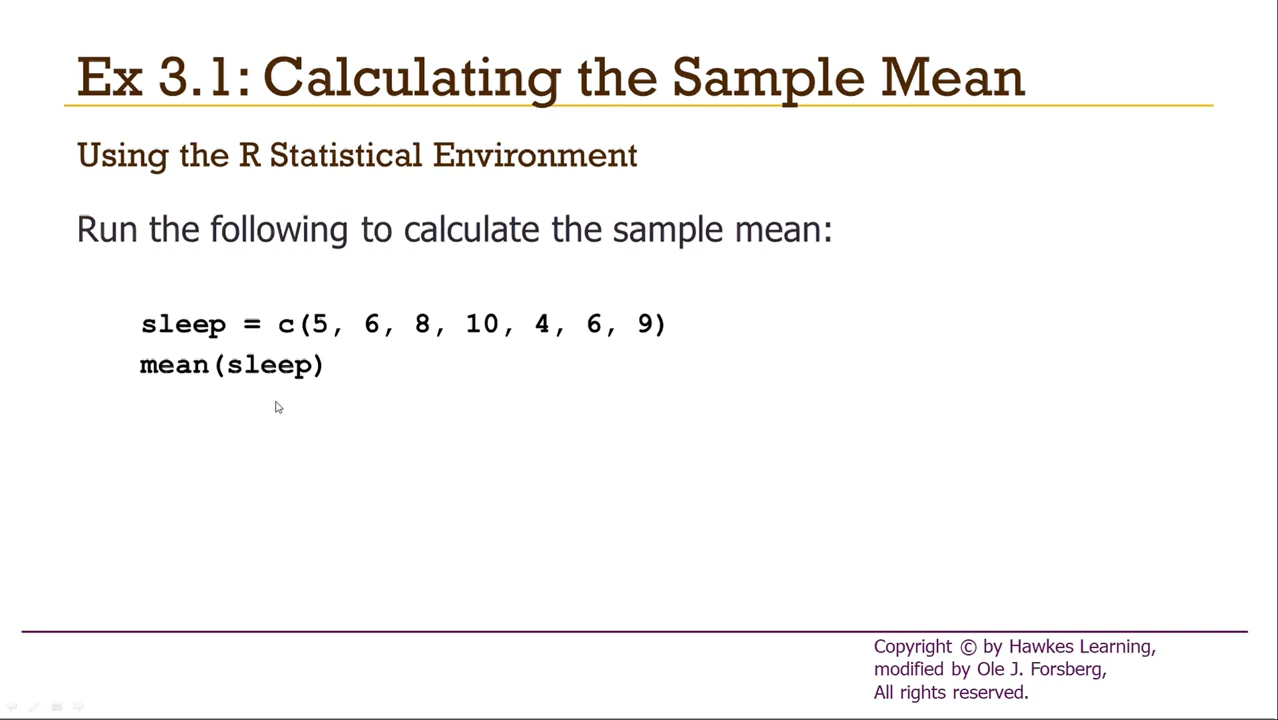 Ex 3.1: Calculating the Sample Mean
Using the R Statistical Environment
Run the following to calculate the sample mean:
sleep = c(5, 6, 8, 10, 4, 6, 9)
mean(sleep)
Copyright © by Hawkes Learning,
modified by Ole J. Forsberg,
All rights reserved.